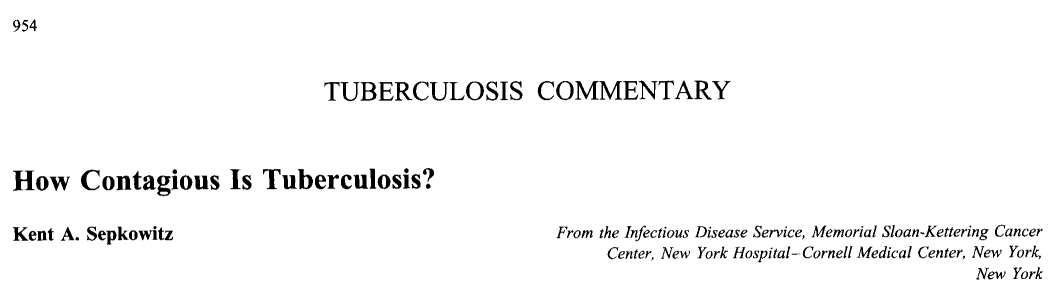 954
TUBERCULOSIS COMMENTARY
How Contagious Is Tuberculosis?
Kent A. Sepkowitz
From the Infectious Disease Service, Memorial Sloan-Kettering Cancer
Center, New York Hospital–Cornell Medical Center, New York,
New York